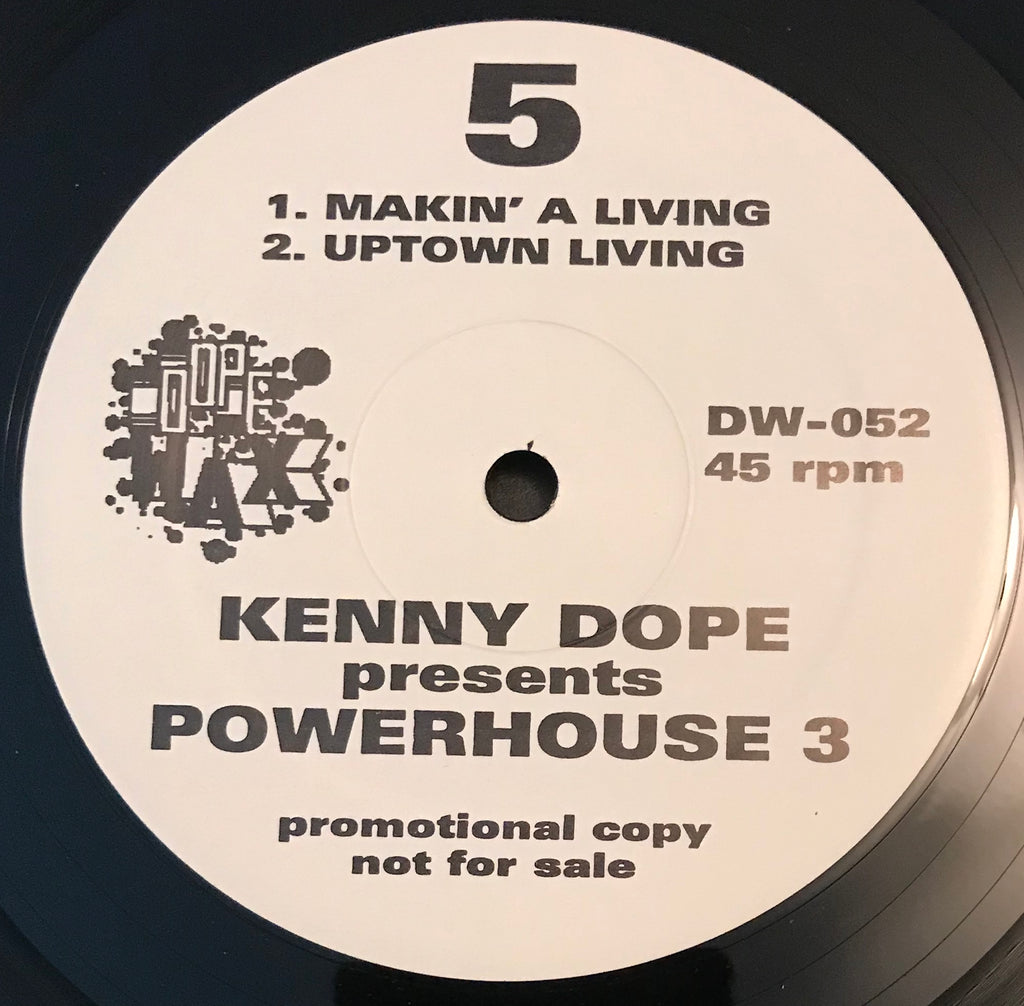 5
1. MAKIN' A LIVING
2. UPTOWN LIVING
DOPE
WAX
DW-052
45 rpm
KENNY DOPE
presents
POWERHOUSE 3
promotional copy
not for sale